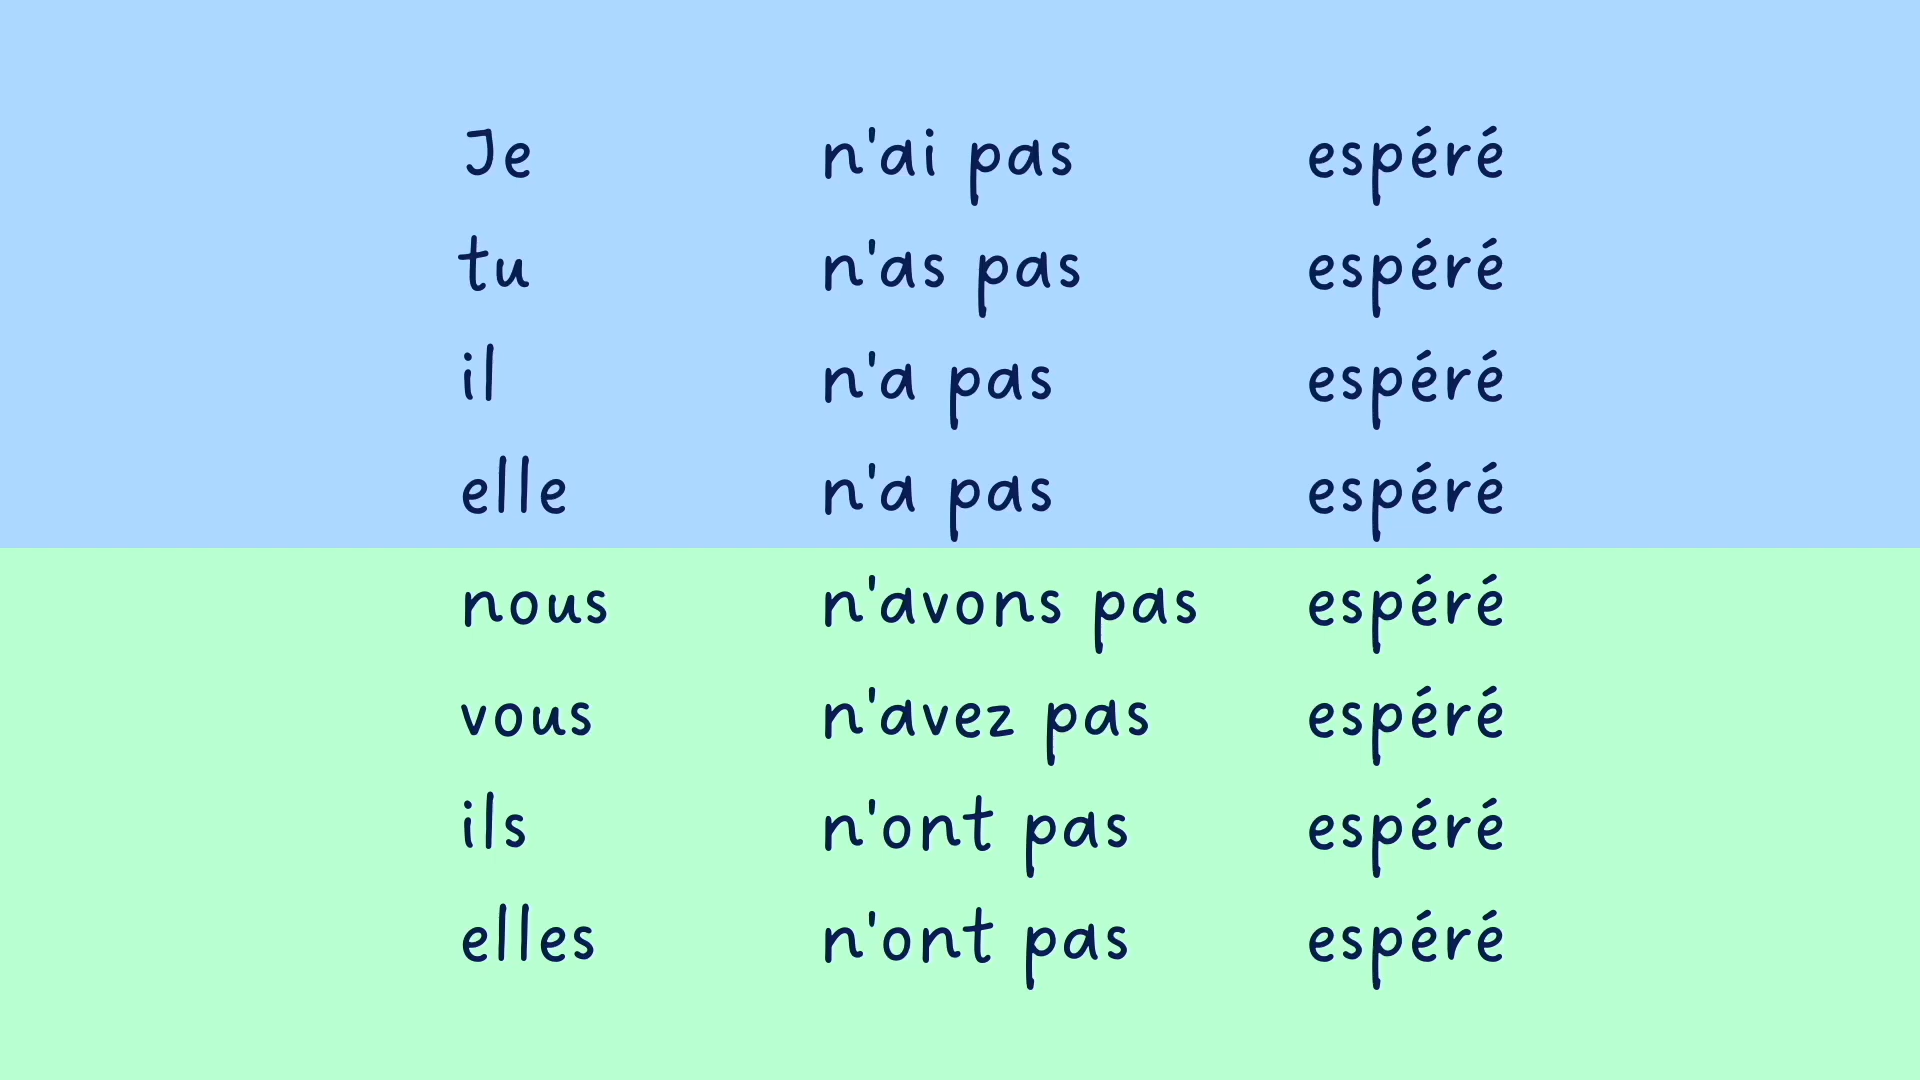 Je n'ai pas espéré
tu n'as pas espéré
il n'a pas espéré
elle n'a pas espéré
nous n'avons pas espéré
vous n'avez pas espéré
ils n'ont pas espéré
elles n'ont pas espéré